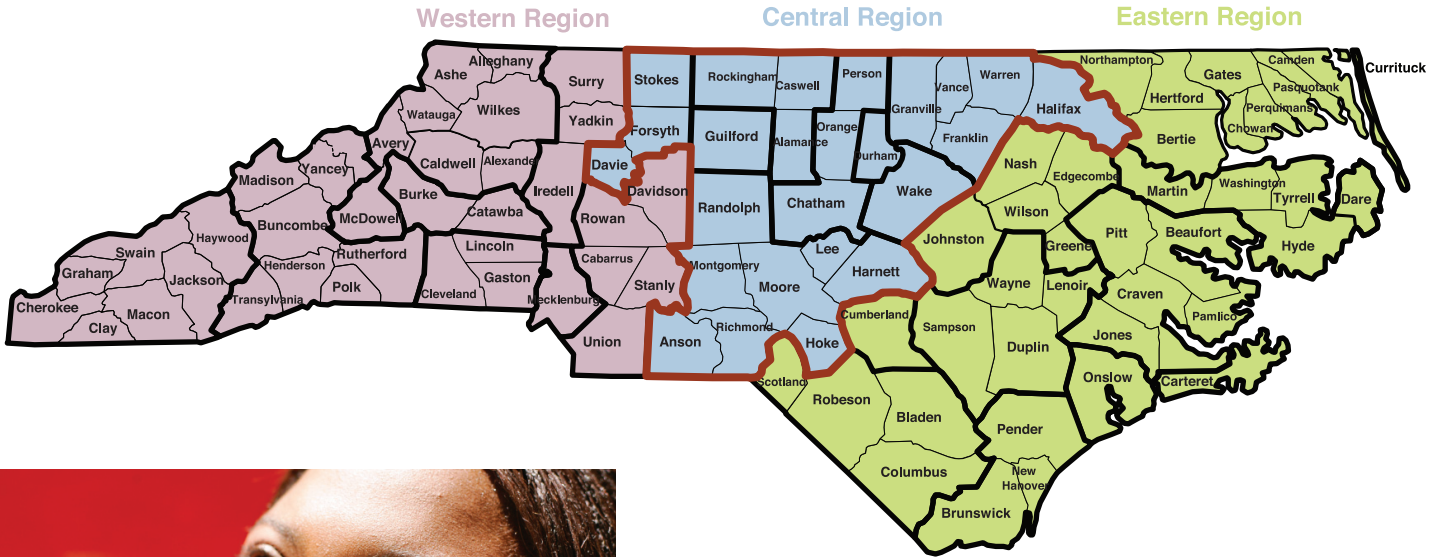 Western Region
Central Region
Eastern Region
Ashe
Alleghany
Surry
Stokes
Rockingham
Caswell
Person
Vance
Warren
Northampton
Gates
Camden
Currituck
Pasquotank
Watauga
Wilkes
Yadkin
Forsyth
Guilford
Alamance
Orange
Durham
Granville
Franklin
Halifax
Hertford
Perquimans
Chowan
Bertie
Avery
Caldwell
Alexande
Davie
Iredell
Davidson
Madison
Yancey
Burke
Catawba
Rowan
Randolph
Chatham
Wake
Nash
Edgecombe
Martin
Washington
Tyrrell
Dare
McDowel
Buncombe
Haywood
Swain
Graham
Jackson
Cherokee
Clay
Macon
Henderson
Rutherford
Transylvania
Polk
Lincoln
Gaston
Cleveland
Mecklenburg
Cabarrus
Stanly
Union
Montgomery
Moore
Lee
Harnett
Anson
Richmond
Hoke
Johnston
Wilson
Greene
Pitt
Beaufort
Hyde
Wayne
Lenoir
Craven
Pamlico
Cumberland
Sampson
Duplin
Jones
Onslow
Carteret
Scotland
Robeson
Bladen
Pender
Columbus
New
Hanover
Brunswick